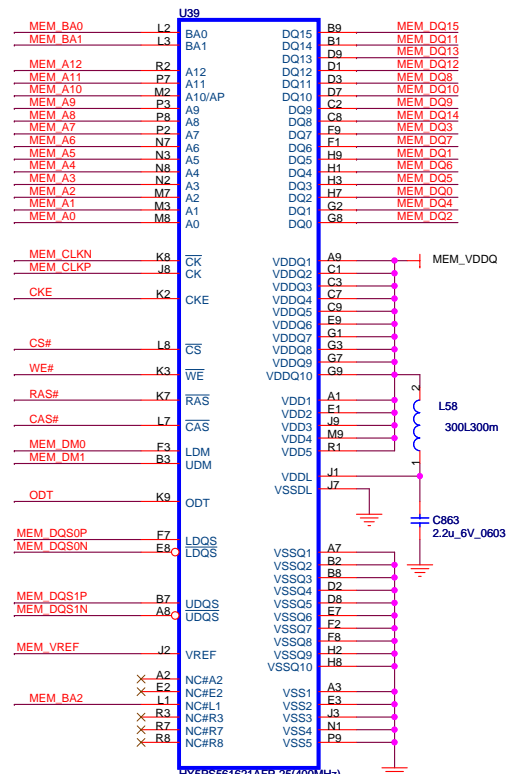 U39
MEM_BA0 L2 BA0 DQ15 B9 MEM_DQ15
MEM_BA1 L3 BA1 DQ14 B1 MEM_DQ11
DQ13 D9 MEM_DQ13
MEM_A12 R2 A12 DQ12 D1 MEM_DQ12
MEM_A11 P7 A11 DQ11 D3 MEM_DQ8
MEM_A10 M2 A10/AP DQ10 D7 MEM_DQ10
MEM_A9 P3 A9 DQ9 C2 MEM_DQ9
MEM_A8 P8 A8 DQ8 C8 MEM_DQ14
MEM_A7 P2 A7 DQ7 F9 MEM_DQ3
MEM_A6 N7 A6 DQ6 F1 MEM_DQ7
MEM_A5 N3 A5 DQ5 H9 MEM_DQ1
MEM_A4 N8 A4 DQ4 H1 MEM_DQ6
MEM_A3 N2 A3 DQ3 H3 MEM_DQ5
MEM_A2 M7 A2 DQ2 H7 MEM_DQ0
MEM_A1 M3 A1 DQ1 G2 MEM_DQ4
MEM_A0 M8 A0 DQ0 G8 MEM_DQ2
MEM_CLKN K8 CK VDDQ1 A9 MEM_VDDQ
MEM_CLKP J8 CK VDDQ2 C1
VDDQ3 C3
CKE K2 CKE VDDQ4 C7
VDDQ5 C9
VDDQ6 E9
VDDQ7 G1
CS# L8 CS VDDQ8 G3
VDDQ9 G7
WE# K3 WE VDDQ10 G9
2
RAS# K7 RAS VDD1 A1 L58
VDD2 E1
CAS# L7 CAS VDD3 J9 300L300m
VDD4 M9
MEM_DM0 F3 LDM VDD5 R1
MEM_DM1 B3 UDM
1
VDDL J1
VSSDL J7
ODT K9 ODT
C863
2.2u_6V_0603
MEM_DQS0P F7 LDQS
MEM_DQS0N E8 LDQS VSSQ1 A7
VSSQ2 B2
VSSQ3 B8
VSSQ4 D2
MEM_DQS1P B7 UDQS VSSQ5 D8
MEM_DQS1N A8 UDQS VSSQ6 E7
VSSQ7 F2
VSSQ8 F8
MEM_VREF J2 VREF VSSQ9 H2
VSSQ10 H8
A2 NC#A2
E2 NC#E2 VSS1 A3
MEM_BA2 L1 NC#L1 VSS2 E3
R3 NC#R3 VSS3 J3
R7 NC#R7 VSS4 N1
R8 NC#R8 VSS5 P9
HY5PS561621AFP-25(400MHz)